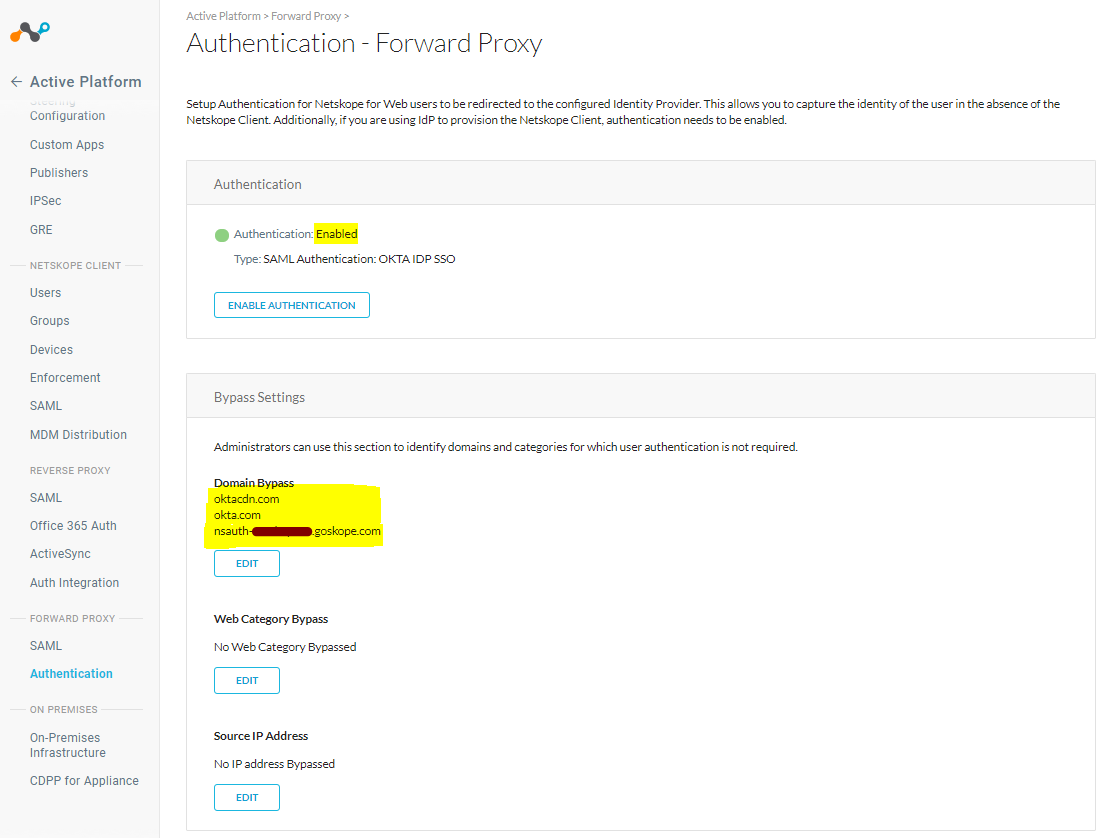 Active Platform
Steering
Configuration
Custom Apps
Publishers
IPSec
GRE
NETSKOPE CLIENT
Users
Groups
Devices
Enforcement
SAML
MDM Distribution
REVERSE PROXY
SAML
Office 365 Auth
ActiveSync
Auth Integration
FORWARD PROXY
SAML
Authentication
ON PREMISES
On-Premises
Infrastructure
CDPP for Appliance
Active Platform > Forward Proxy >
Authentication - Forward Proxy
Setup Authentication for Netskope for Web users to be redirected to the configured Identity Provider. This allows you to capture the identity of the user in the absence of the
Netskope Client. Additionally, if you are using IdP to provision the Netskope Client, authentication needs to be enabled.
Authentication
Authentication: Enabled
Type: SAML Authentication: OKTA IDP SSO
ENABLE AUTHENTICATION
Bypass Settings
Administrators can use this section to identify domains and categories for which user authentication is not required.
Domain Bypass
oktacdn.com
okta.com
nsauth- .goskope.com
EDIT
Web Category Bypass
No Web Category Bypassed
EDIT
Source IP Address
No IP address Bypassed
EDIT